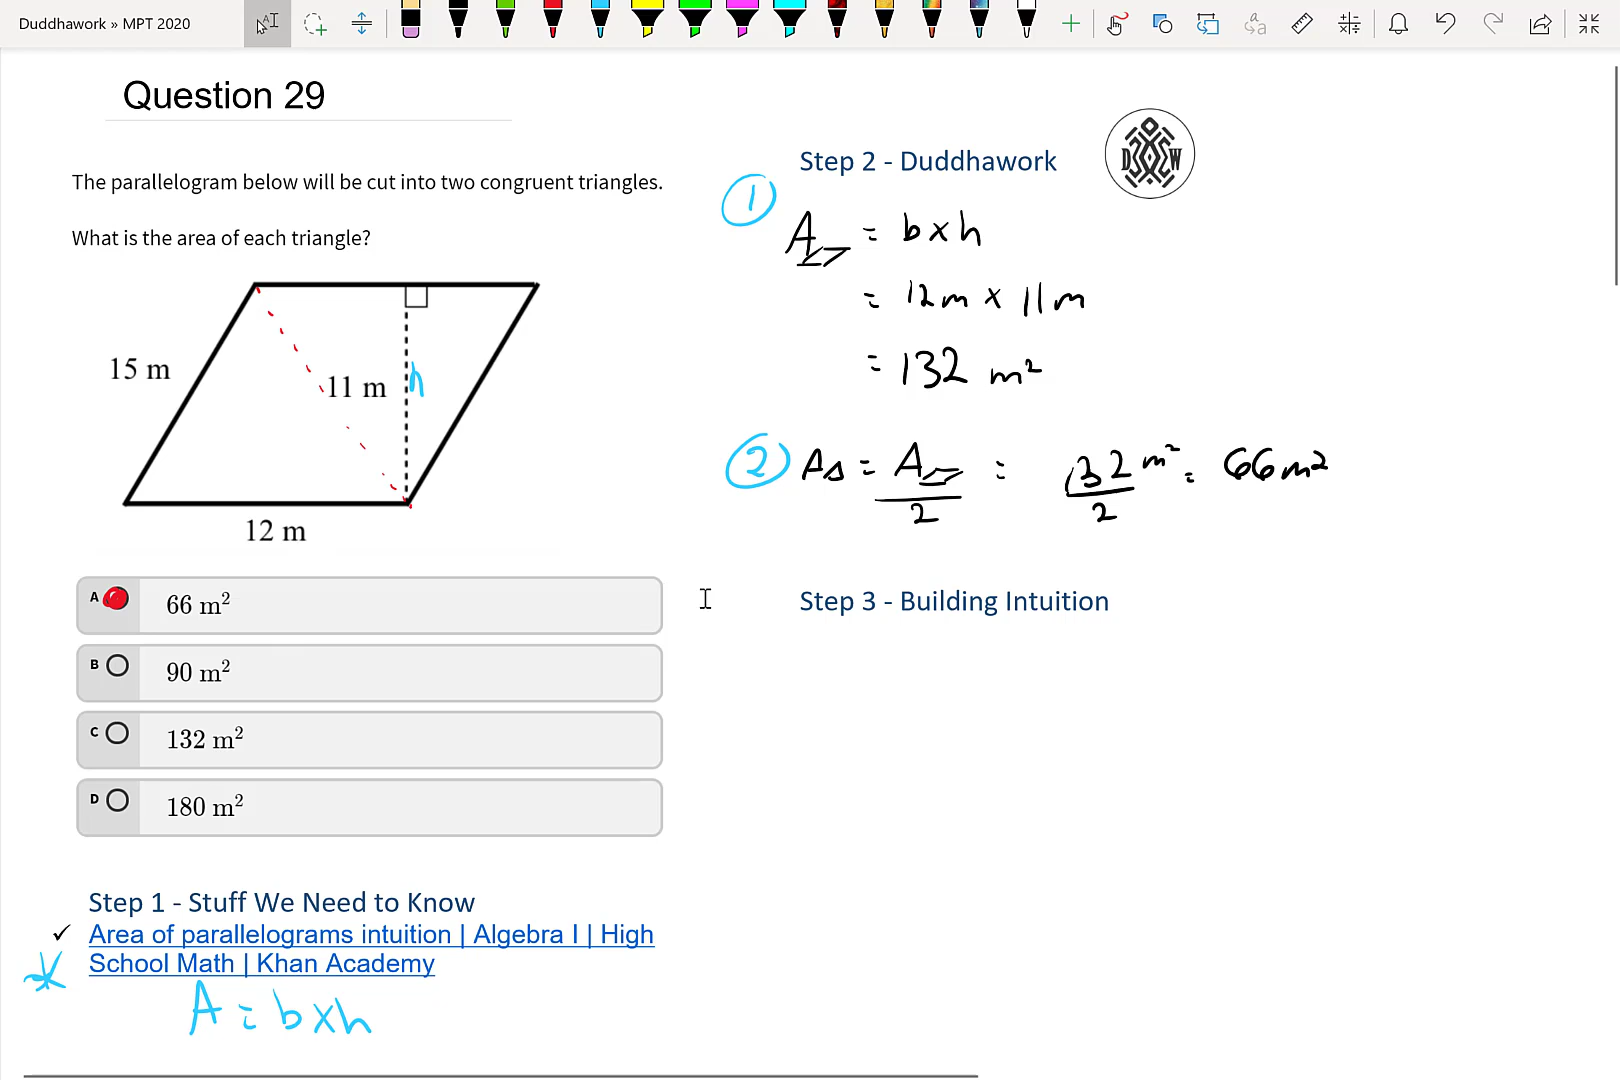 Duddhawork » MPT 2020
Question 29
The parallelogram below will be cut into two congruent triangles.
What is the area of each triangle?
15 m
11 m
h
12 m
A 66 m²
B 90 m²
C 132 m²
D 180 m²
Step 1 - Stuff We Need to Know
✓ Area of parallelograms intuition | Algebra I | High
School Math | Khan Academy
A = b x h
Step 2 - Duddhawork
D W
1
A▱ = b x h
= 12m x 11m
= 132 m²
2 A△ = A▱/2 = 132/2 m² = 66m²
Step 3 - Building Intuition